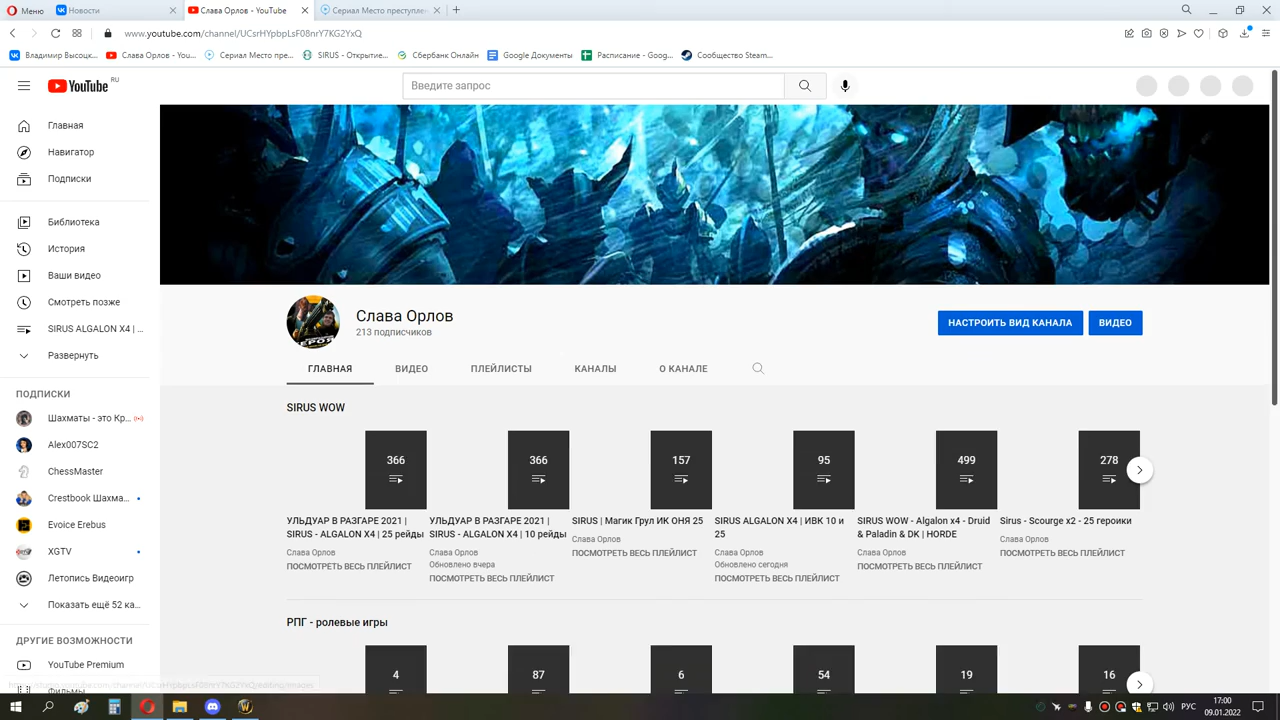 Меню
Новости
Слава Орлов - YouTube
Сериал Место преступлен
www.youtube.com/channel/UCsrHYpbpLsF08nrY7KG2YxQ
Владимир Высоцк...
Слава Орлов - You...
Сериал Место пре...
SIRUS - Открытие...
Сбербанк Онлайн
Google Документы
Расписание - Goog...
Сообщество Steam...
YouTube RU
Введите запрос
Главная
Навигатор
Подписки
Библиотека
История
Ваши видео
Смотреть позже
SIRUS ALGALON X4 | ...
Развернуть
ПОДПИСКИ
Шахматы - это Кр...
Alex007SC2
ChessMaster
Crestbook Шахма...
Evoice Erebus
XGTV
Летопись Видеоигр
Показать ещё 52 ка...
ДРУГИЕ ВОЗМОЖНОСТИ
YouTube Premium
Фильмы
Слава Орлов
213 подписчиков
НАСТРОИТЬ ВИД КАНАЛА
ВИДЕО
ГЛАВНАЯ
ВИДЕО
ПЛЕЙЛИСТЫ
КАНАЛЫ
О КАНАЛЕ
SIRUS WOW
366
УЛЬДУАР В РАЗГАРЕ 2021 |
SIRUS - ALGALON X4 | 25 рейды
Слава Орлов
ПОСМОТРЕТЬ ВЕСЬ ПЛЕЙЛИСТ
366
УЛЬДУАР В РАЗГАРЕ 2021 |
SIRUS - ALGALON X4 | 10 рейды
Слава Орлов
Обновлено вчера
ПОСМОТРЕТЬ ВЕСЬ ПЛЕЙЛИСТ
157
SIRUS | Магик Грул ИК ОНЯ 25
Слава Орлов
ПОСМОТРЕТЬ ВЕСЬ ПЛЕЙЛИСТ
95
SIRUS ALGALON X4 | ИВК 10 и
25
Слава Орлов
Обновлено сегодня
ПОСМОТРЕТЬ ВЕСЬ ПЛЕЙЛИСТ
499
SIRUS WOW - Algalon x4 - Druid
& Paladin & DK | HORDE
Слава Орлов
ПОСМОТРЕТЬ ВЕСЬ ПЛЕЙЛИСТ
278
Sirus - Scourge x2 - 25 героики
Слава Орлов
ПОСМОТРЕТЬ ВЕСЬ ПЛЕЙЛИСТ
РПГ - ролевые игры
4
87
6
54
19
16
РУС
17:00
09.01.2022